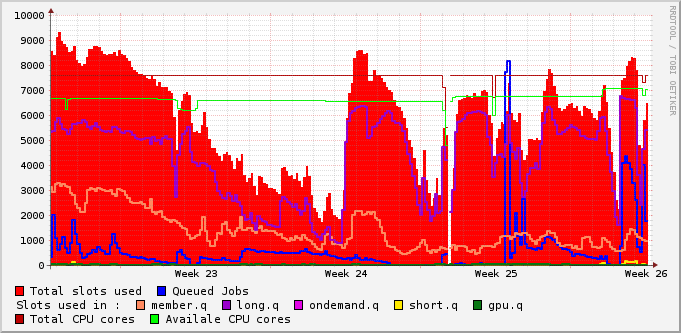 10000
9000
8000
7000
6000
5000
4000
3000
2000
1000
0
Week 23 Week 24 Week 25 Week 26
Total slots used Queued Jobs
Slots used in : member.q long.q ondemand.q short.q gpu.q
Total CPU cores Availale CPU cores
RRDTOOL / TOBI OETIKER